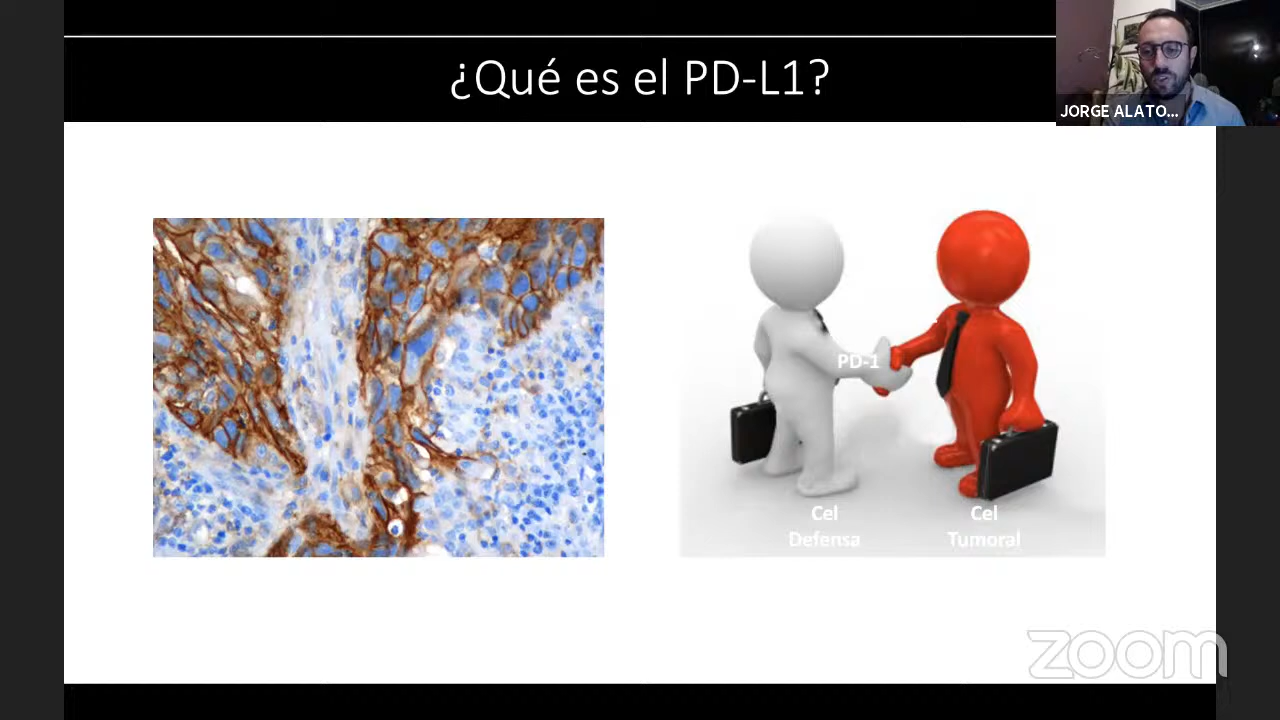 ¿Qué es el PD-L1?
JORGE ALATO...
PD-1
Cel
Defensa
Cel
Tumoral
zoom